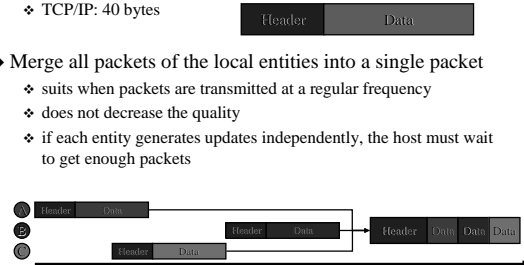 TCP/IP: 40 bytes
Header Data
Merge all packets of the local entities into a single packet
suits when packets are transmitted at a regular frequency
does not decrease the quality
if each entity generates updates independently, the host must wait
to get enough packets
A Header Data
B Header Data
Header Data Data Data
C Header Data